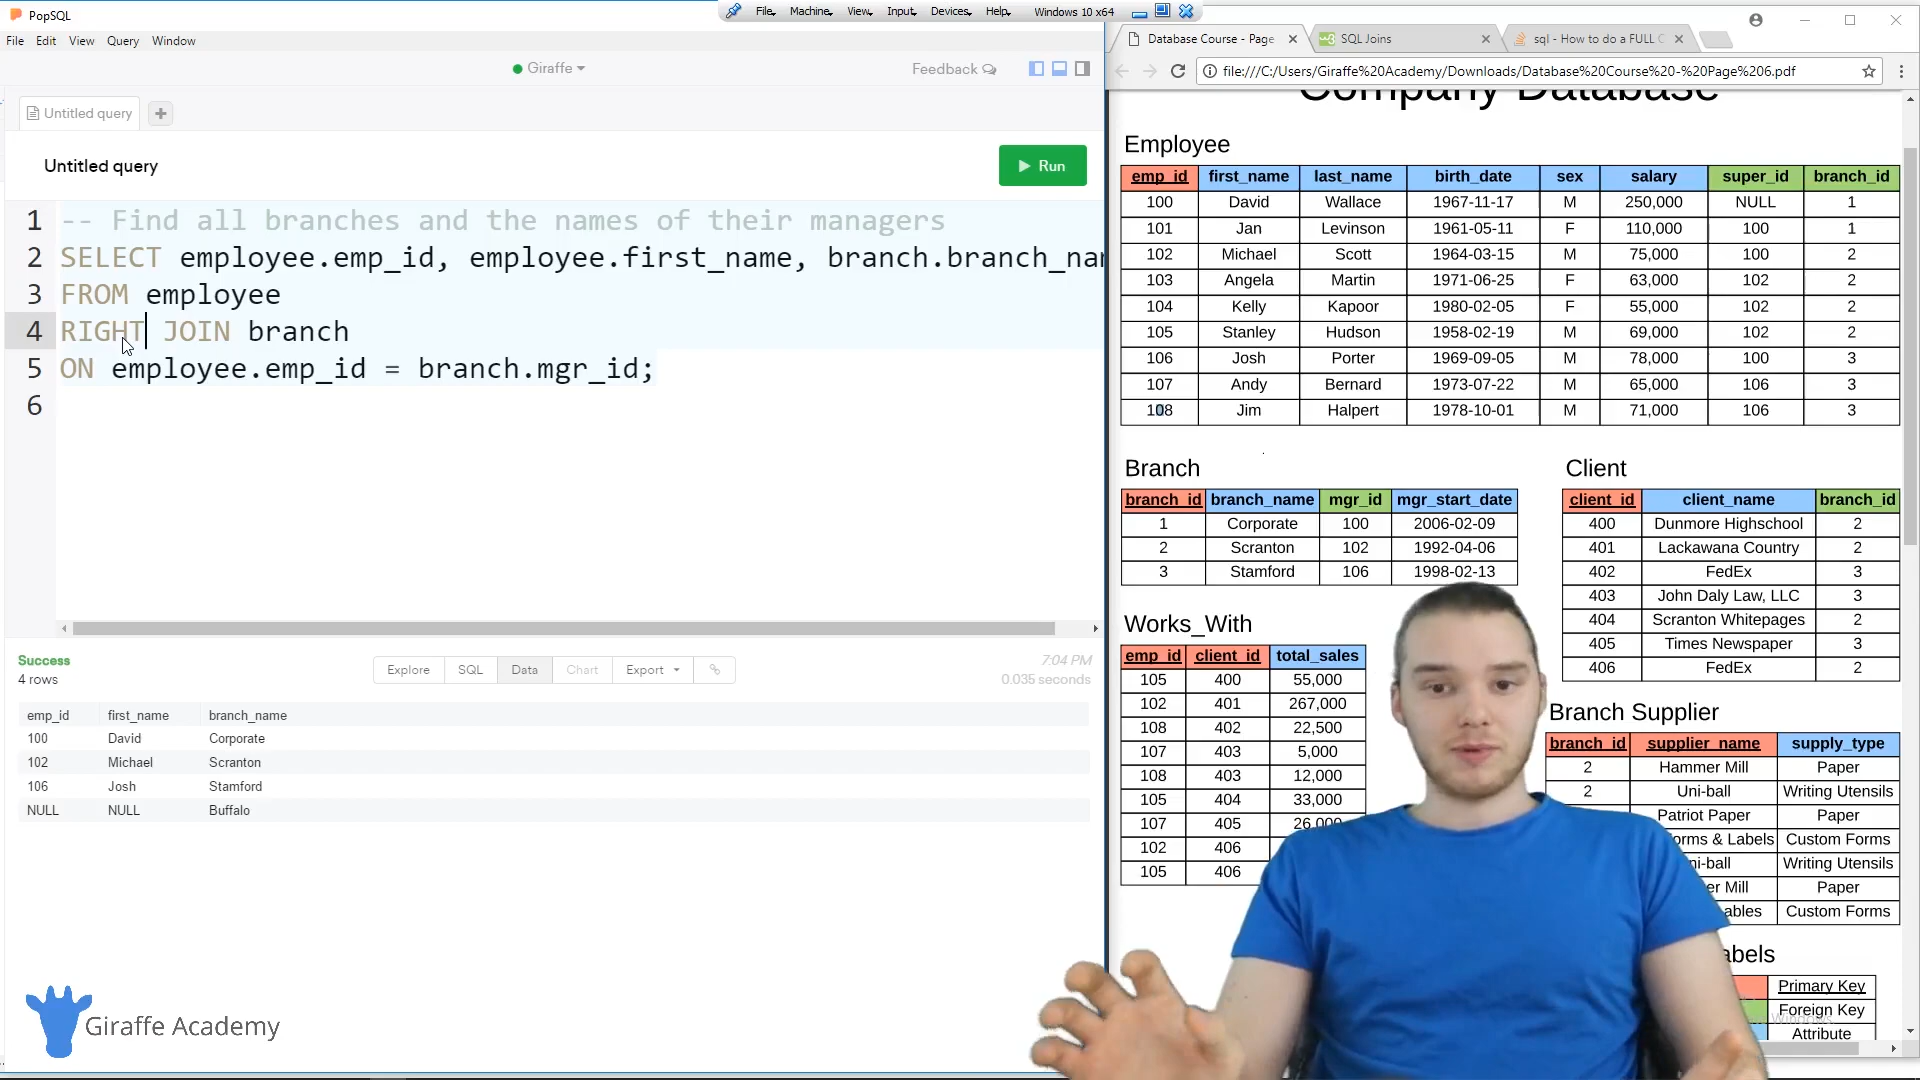 PopSQL
File Edit View Query Window
Giraffe
Feedback
Untitled query
Untitled query
Run
1 -- Find all branches and the names of their managers
2 SELECT employee.emp_id, employee.first_name, branch.branch_nam
3 FROM employee
4 RIGHT JOIN branch
5 ON employee.emp_id = branch.mgr_id;
6
Success
4 rows
Explore SQL Data Chart Export
7:04 PM
0.035 seconds
emp_id first_name branch_name
100 David Corporate
102 Michael Scranton
106 Josh Stamford
NULL NULL Buffalo
Giraffe Academy
File Machine View Input Devices Help Windows 10 x64
Database Course - Page
SQL Joins
sql - How to do a FULL O
file:///C:/Users/Giraffe%20Academy/Downloads/Database%20Course%20-%20Page%206.pdf
Company Database
Employee
emp_id first_name last_name birth_date sex salary super_id branch_id
100 David Wallace 1967-11-17 M 250,000 NULL 1
101 Jan Levinson 1961-05-11 F 110,000 100 1
102 Michael Scott 1964-03-15 M 75,000 100 2
103 Angela Martin 1971-06-25 F 63,000 102 2
104 Kelly Kapoor 1980-02-05 F 55,000 102 2
105 Stanley Hudson 1958-02-19 M 69,000 102 2
106 Josh Porter 1969-09-05 M 78,000 100 3
107 Andy Bernard 1973-07-22 M 65,000 106 3
108 Jim Halpert 1978-10-01 M 71,000 106 3
Branch
branch_id branch_name mgr_id mgr_start_date
1 Corporate 100 2006-02-09
2 Scranton 102 1992-04-06
3 Stamford 106 1998-02-13
Client
client_id client_name branch_id
400 Dunmore Highschool 2
401 Lackawana Country 2
402 FedEx 3
403 John Daly Law, LLC 3
404 Scranton Whitepages 2
405 Times Newspaper 3
406 FedEx 2
Works_With
emp_id client_id total_sales
105 400 55,000
102 401 267,000
108 402 22,500
107 403 5,000
108 403 12,000
105 404 33,000
107 405 26,000
102 406
105 406
Branch Supplier
branch_id supplier_name supply_type
2 Hammer Mill Paper
2 Uni-ball Writing Utensils
Patriot Paper Paper
orms & Labels Custom Forms
ni-ball Writing Utensils
er Mill Paper
ables Custom Forms
abels
Primary Key
Foreign Key
Attribute